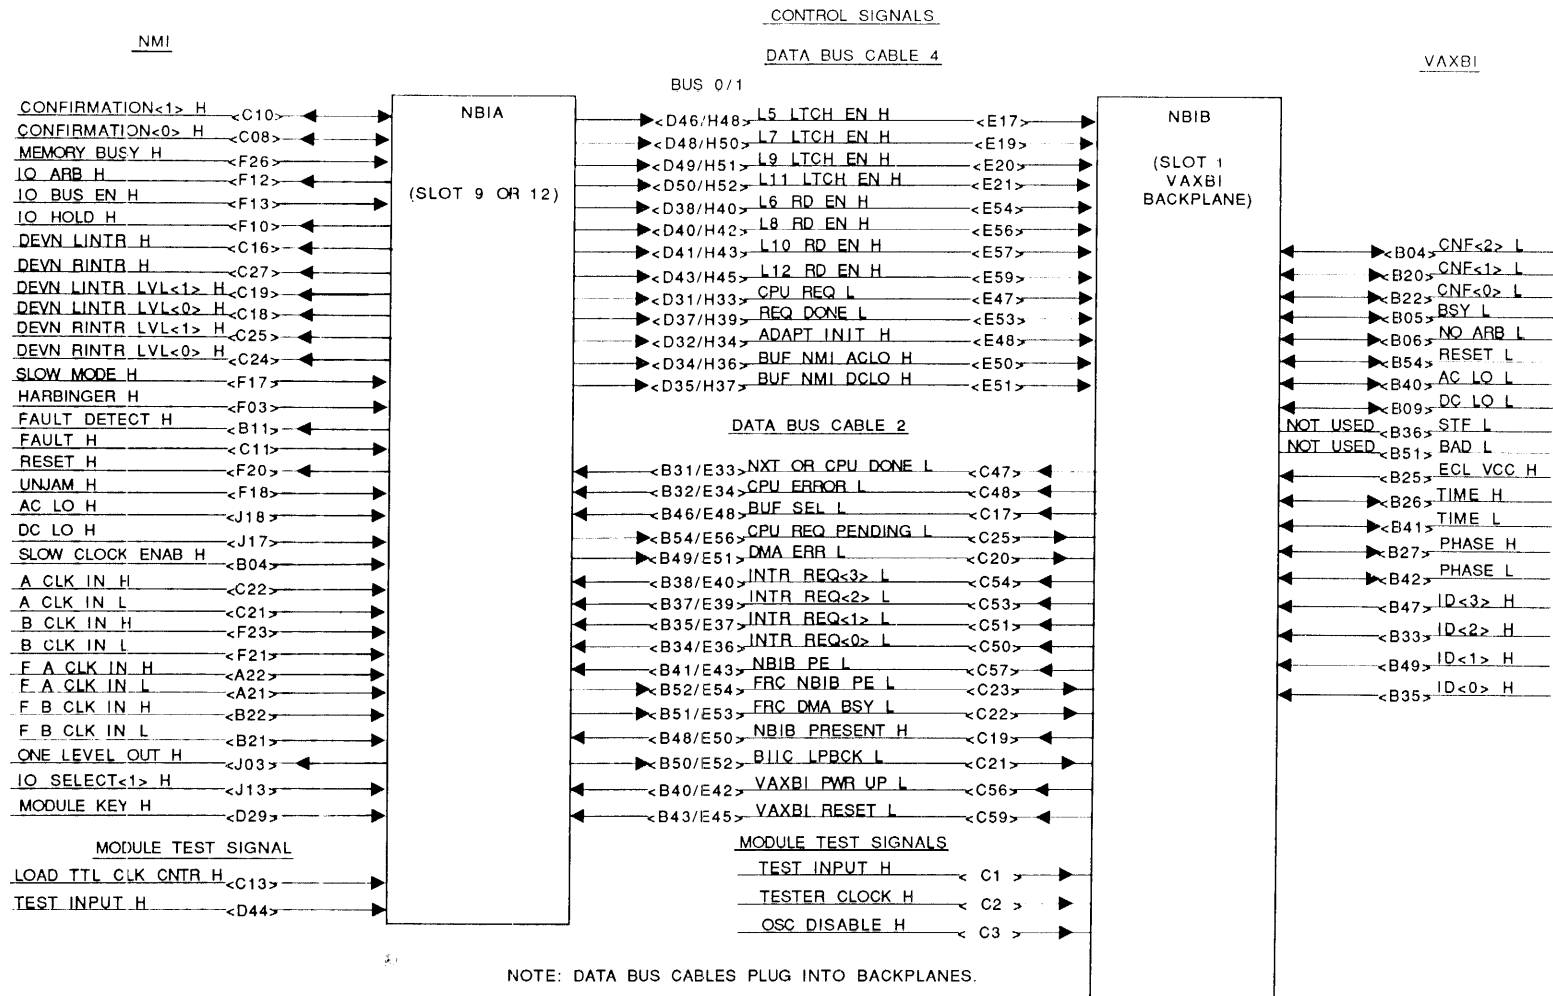 CONTROL SIGNALS
NMI
DATA BUS CABLE 4
VAXBI
BUS 0/1
NBIA
(SLOT 9 OR 12)
NBIB
(SLOT 1
VAXBI
BACKPLANE)
CONFIRMATION<1> H <C10>
CONFIRMATION<0> H <C08>
MEMORY BUSY H <F26>
IO ARB H <F12>
IO BUS EN H <F13>
IO HOLD H <F10>
DEVN LINTR H <C16>
DEVN RINTR H <C27>
DEVN LINTR LVL<1> H <C19>
DEVN LINTR LVL<0> H <C18>
DEVN RINTR LVL<1> H <C25>
DEVN RINTR LVL<0> H <C24>
SLOW MODE H <F17>
HARBINGER H <F03>
FAULT DETECT H <B11>
FAULT H <C11>
RESET H <F20>
UNJAM H <F18>
AC LO H <J18>
DC LO H <J17>
SLOW CLOCK ENAB H <B04>
A CLK IN H <C22>
A CLK IN L <C21>
B CLK IN H <F23>
B CLK IN L <F21>
F A CLK IN H <A22>
F A CLK IN L <A21>
F B CLK IN H <B22>
F B CLK IN L <B21>
ONE LEVEL OUT H <J03>
IO SELECT<1> H <J13>
MODULE KEY H <D29>
MODULE TEST SIGNAL
LOAD TTL CLK CNTR H <C13>
TEST INPUT H <D44>
<D46/H48> L5 LTCH EN H <E17>
<D48/H50> L7 LTCH EN H <E19>
<D49/H51> L9 LTCH EN H <E20>
<D50/H52> L11 LTCH EN H <E21>
<D38/H40> L6 RD EN H <E54>
<D40/H42> L8 RD EN H <E56>
<D41/H43> L10 RD EN H <E57>
<D43/H45> L12 RD EN H <E59>
<D31/H33> CPU REQ L <E47>
<D37/H39> REQ DONE L <E53>
<D32/H34> ADAPT INIT H <E48>
<D34/H36> BUF NMI ACLO H <E50>
<D35/H37> BUF NMI DCLO H <E51>
DATA BUS CABLE 2
<B31/E33> NXT OR CPU DONE L <C47>
<B32/E34> CPU ERROR L <C48>
<B46/E48> BUF SEL L <C17>
<B54/E56> CPU REQ PENDING L <C25>
<B49/E51> DMA ERR L <C20>
<B38/E40> INTR REQ<3> L <C54>
<B37/E39> INTR REQ<2> L <C53>
<B35/E37> INTR REQ<1> L <C51>
<B34/E36> INTR REQ<0> L <C50>
<B41/E43> NBIB PE L <C57>
<B52/E54> FRC NBIB PE L <C23>
<B51/E53> FRC DMA BSY L <C22>
<B48/E50> NBIB PRESENT H <C19>
<B50/E52> BIIC LPBCK L <C21>
<B40/E42> VAXBI PWR UP L <C56>
<B43/E45> VAXBI RESET L <C59>
MODULE TEST SIGNALS
TEST INPUT H < C1 >
TESTER CLOCK H < C2 >
OSC DISABLE H < C3 >
<B04> CNF<2> L
<B20> CNF<1> L
<B22> CNF<0> L
<B05> BSY L
<B06> NO ARB L
<B54> RESET L
<B40> AC LO L
<B09> DC LO L
NOT USED <B36> STF L
NOT USED <B51> BAD L
<B25> ECL VCC H
<B26> TIME H
<B41> TIME L
<B27> PHASE H
<B42> PHASE L
<B47> ID<3> H
<B33> ID<2> H
<B49> ID<1> H
<B35> ID<0> H
NOTE: DATA BUS CABLES PLUG INTO BACKPLANES.